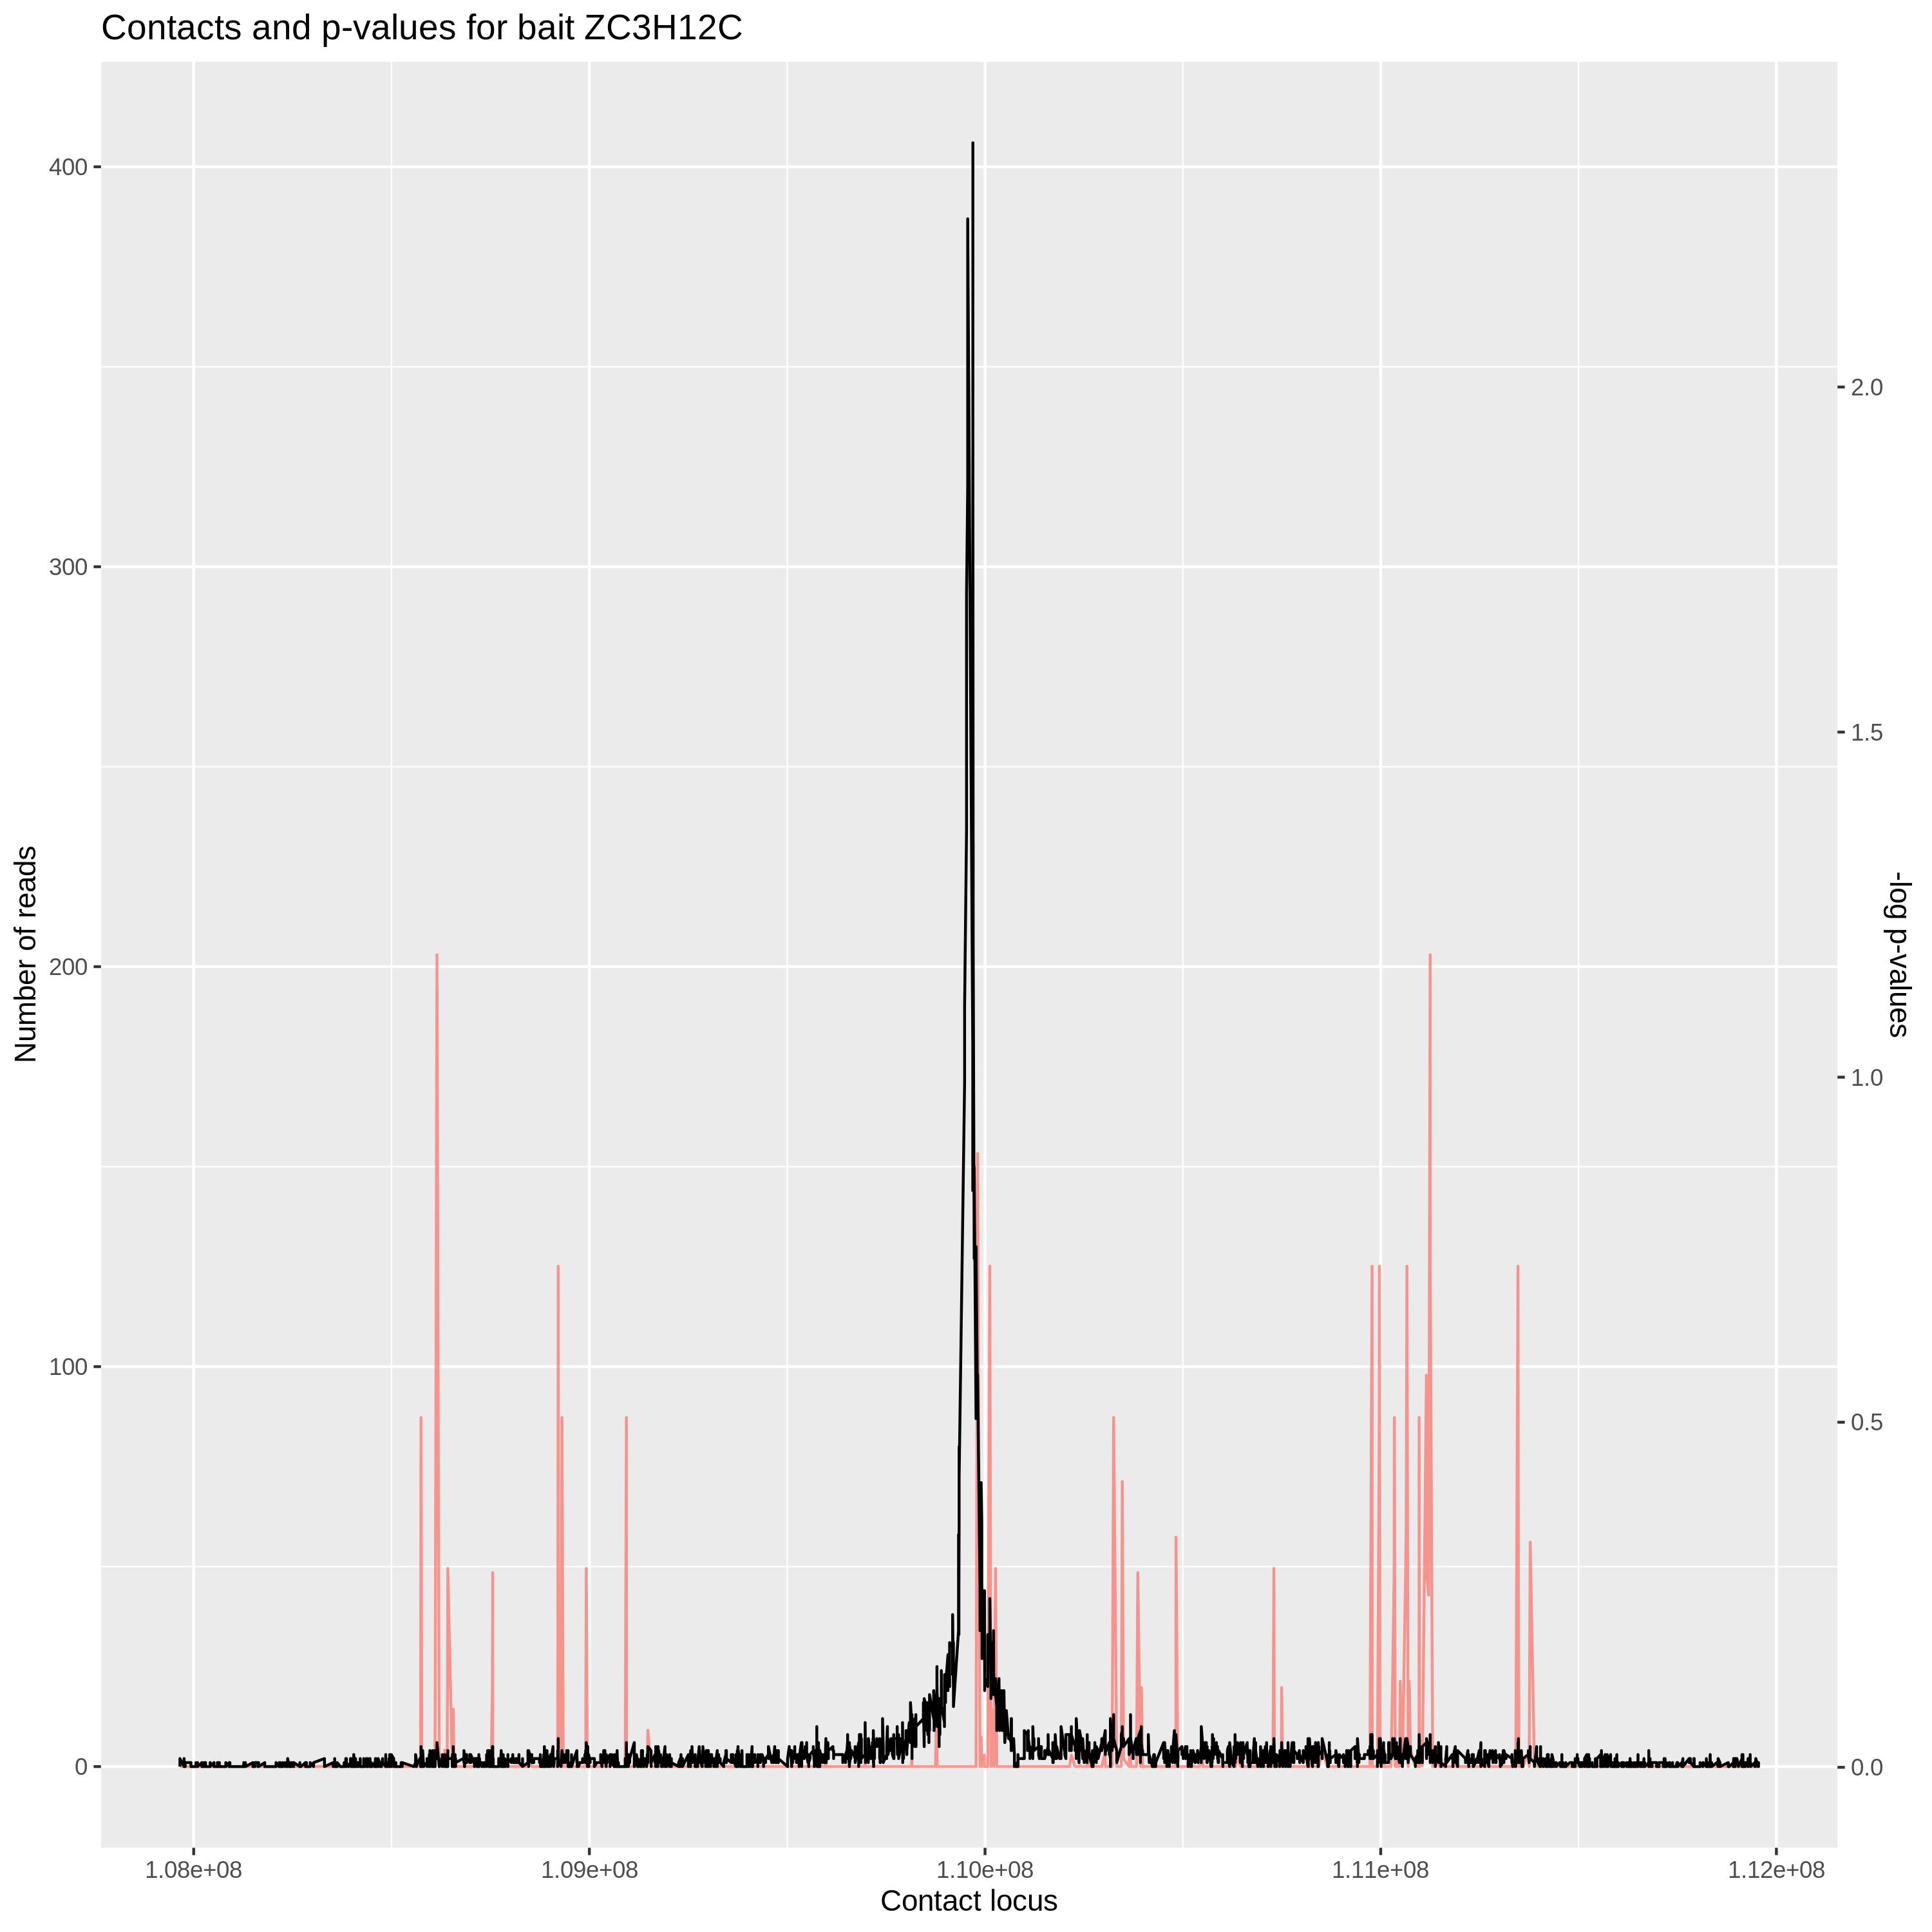 Contacts and p-values for bait ZC3H12C
400
300
200
100
0
Number of reads
2.0
1.5
1.0
0.5
0.0
-log p-values
1.08e+08
1.09e+08
1.10e+08
1.11e+08
1.12e+08
Contact locus